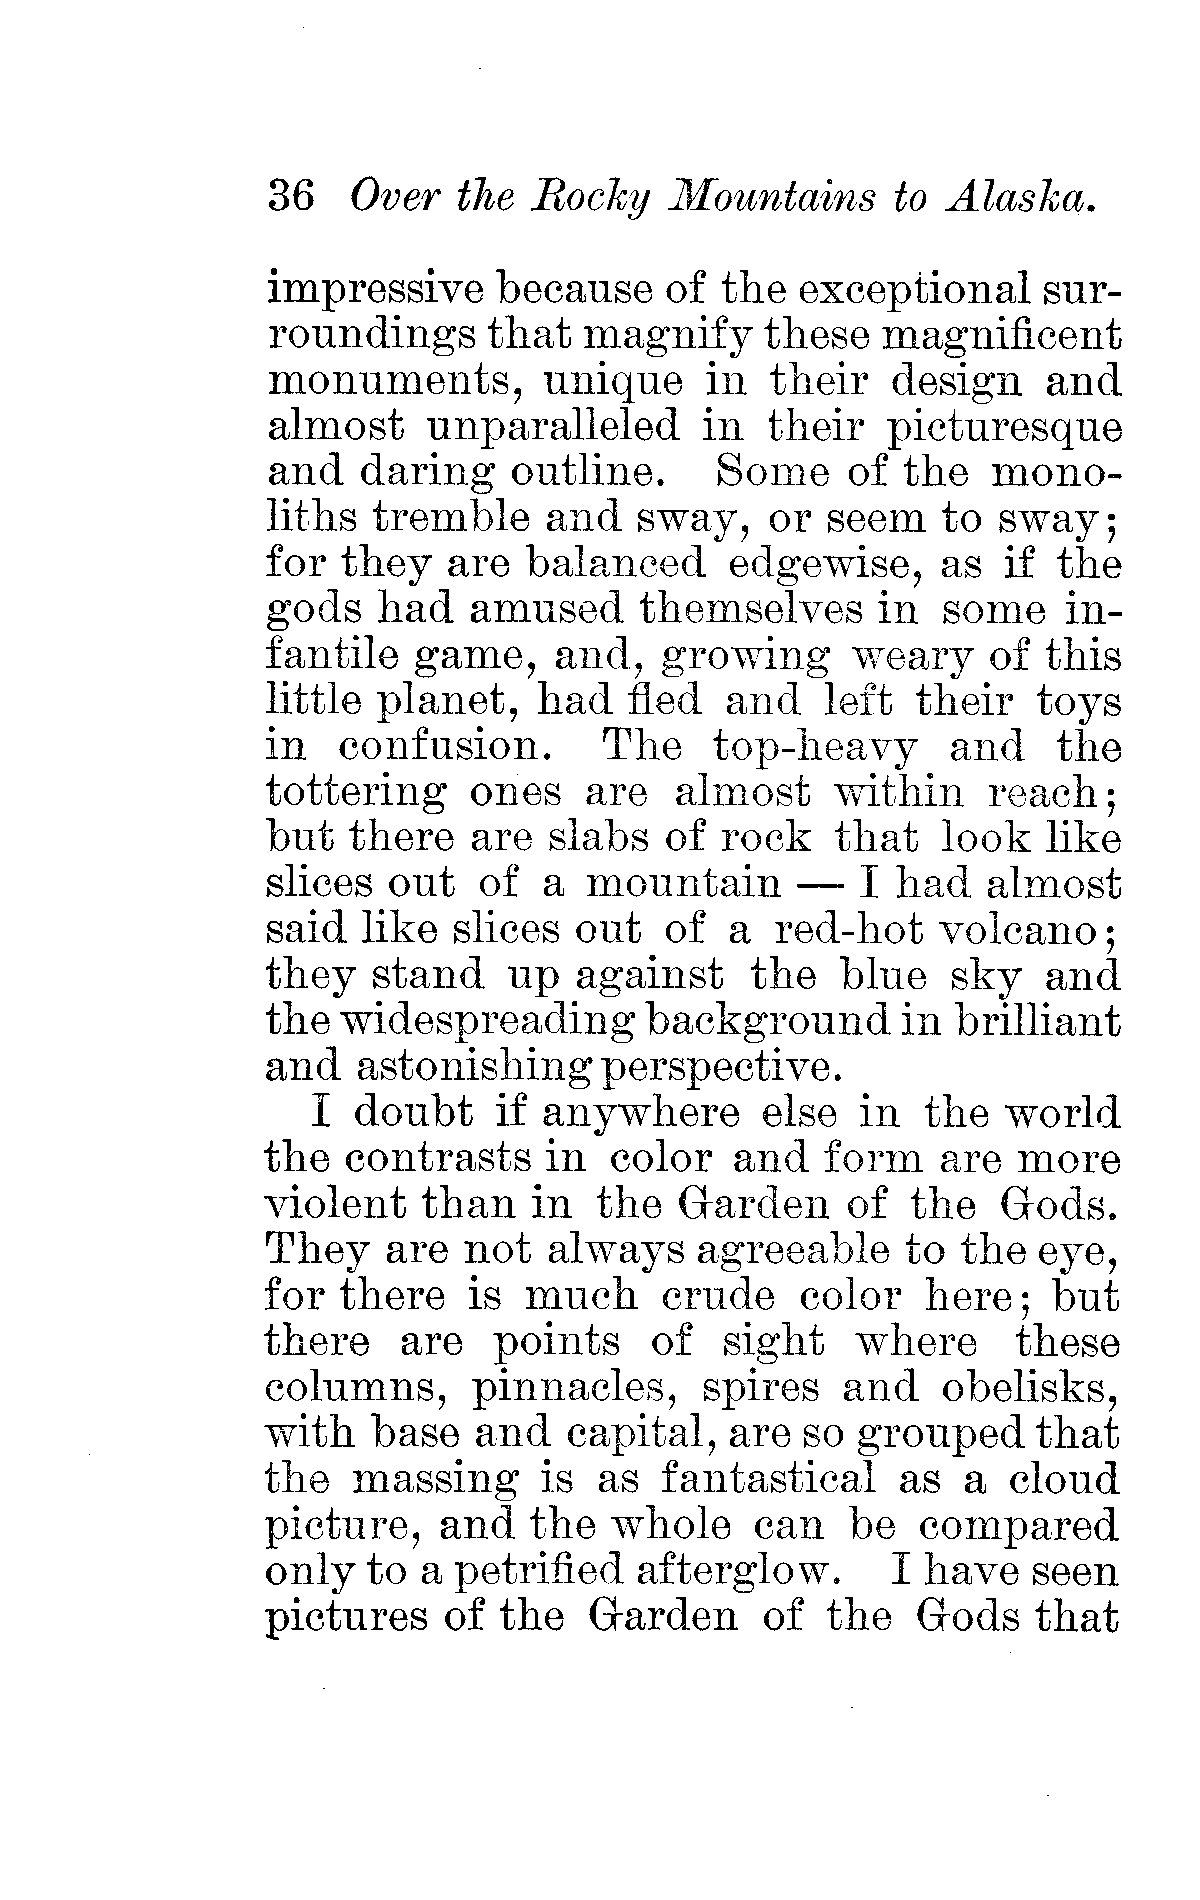 36 Over the Rocky Mountains to Alaska.
impressive because of the exceptional sur-
roundings that magnify these magnificent
monuments, unique in their design and
almost unparalleled in their picturesque
and daring outline. Some of the mono-
liths tremble and sway, or seem to sway;
for they are balanced edgewise, as if the
gods had amused themselves in some in-
fantile game, and, growing weary of this
little planet, had fled and left their toys
in confusion. The top-heavy and the
tottering ones are almost within reach;
but there are slabs of rock that look like
slices out of a mountain — I had almost
said like slices out of a red-hot volcano;
they stand up against the blue sky and
the widespreading background in brilliant
and astonishing perspective.
I doubt if anywhere else in the world
the contrasts in color and form are more
violent than in the Garden of the Gods.
They are not always agreeable to the eye,
for there is much crude color here; but
there are points of sight where these
columns, pinnacles, spires and obelisks,
with base and capital, are so grouped that
the massing is as fantastical as a cloud
picture, and the whole can be compared
only to a petrified afterglow. I have seen
pictures of the Garden of the Gods that